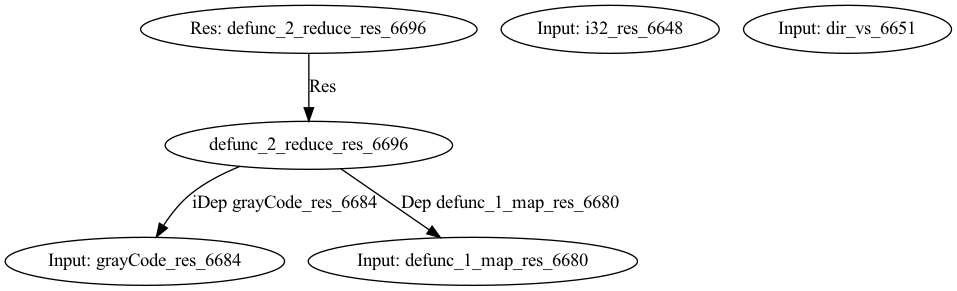 Res: defunc_2_reduce_res_6696
Input: i32_res_6648
Input: dir_vs_6651
Res
defunc_2_reduce_res_6696
iDep grayCode_res_6684
Dep defunc_1_map_res_6680
Input: grayCode_res_6684
Input: defunc_1_map_res_6680